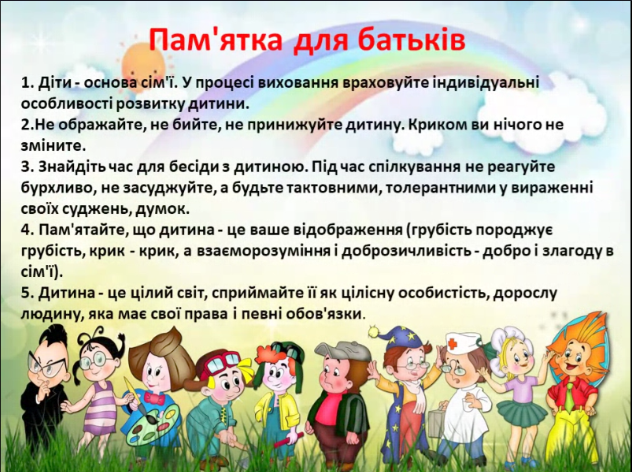 Пам'ятка для батьків
1. Діти - основа сім'ї. У процесі виховання враховуйте індивідуальні
особливості розвитку дитини.
2.Не ображайте, не бийте, не принижуйте дитину. Криком ви нічого не
зміните.
3. Знайдіть час для бесіди з дитиною. Під час спілкування не реагуйте
бурхливо, не засуджуйте, а будьте тактовними, толерантними у вираженні
своїх суджень, думок.
4. Пам'ятайте, що дитина - це ваше відображення (грубість породжує
грубість, крик - крик, а взаєморозуміння і доброзичливість - добро і злагоду в
сім'ї).
5. Дитина - це цілий світ, сприймайте її як цілісну особистість, дорослу
людину, яка має свої права і певні обов'язки.